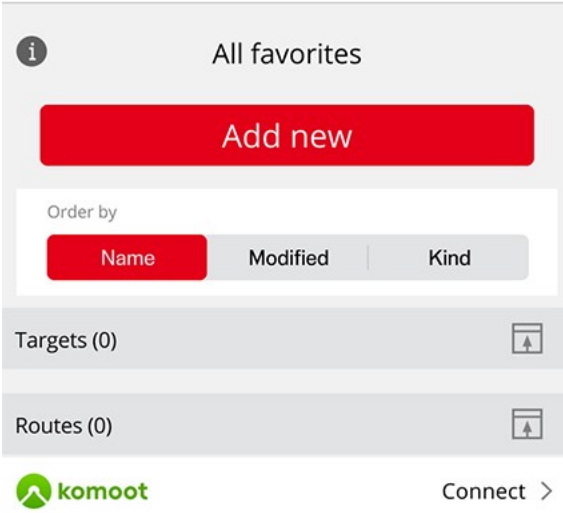 All favorites
Add new
Order by
Name Modified Kind
Targets (0)
Routes (0)
komoot Connect